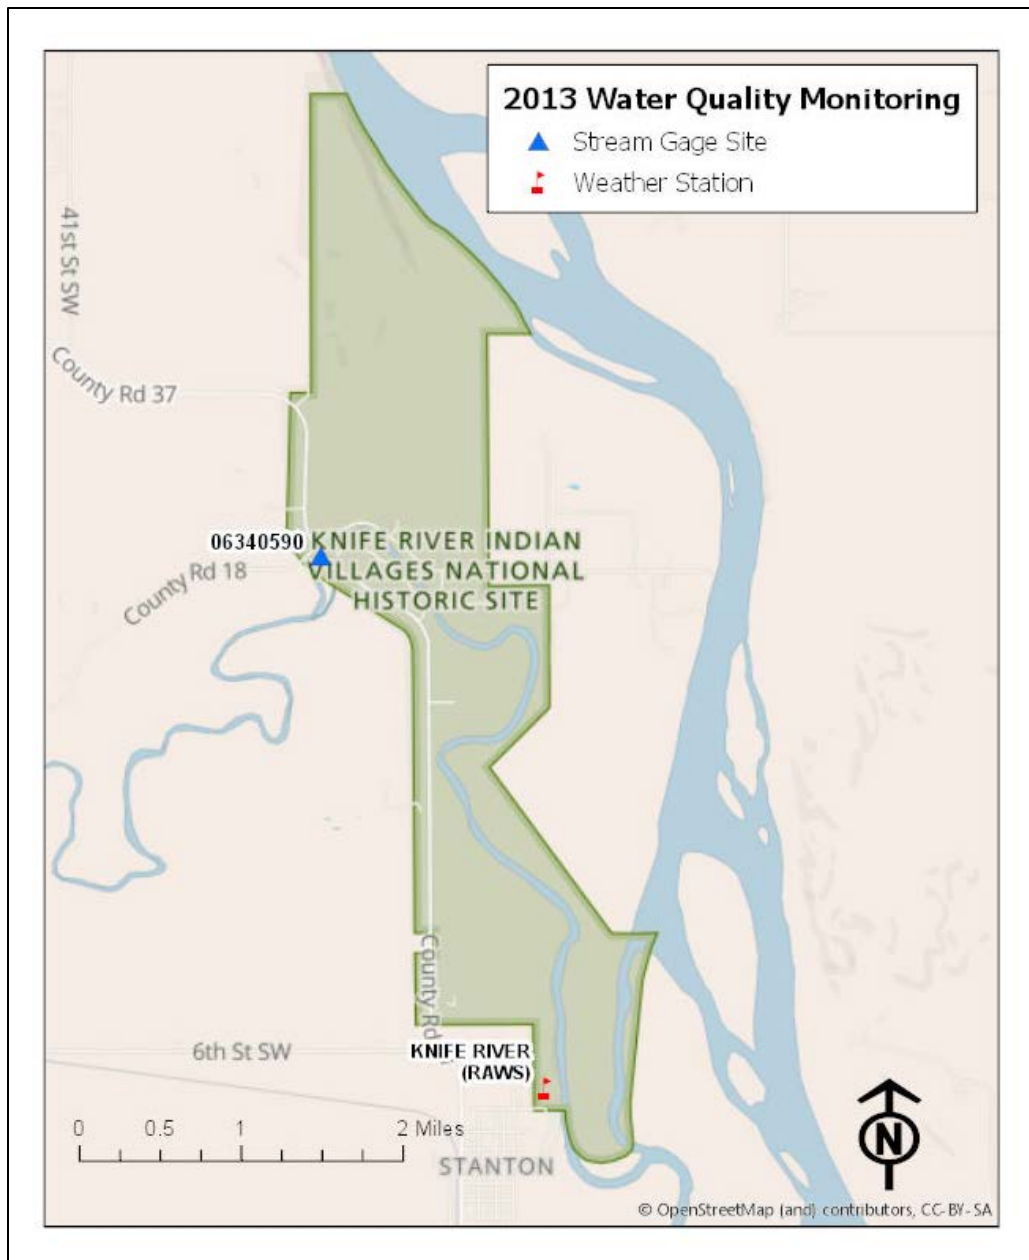 2013 Water Quality Monitoring
Stream Gage Site
Weather Station
41st St SW
County Rd 37
06340590
KNIFE RIVER INDIAN
VILLAGES NATIONAL
HISTORIC SITE
County Rd 18
County Rd
6th St SW
KNIFE RIVER
(RAWS)
0 0.5 1 2 Miles
STANTON
N
© OpenStreetMap (and) contributors, CC-BY-SA